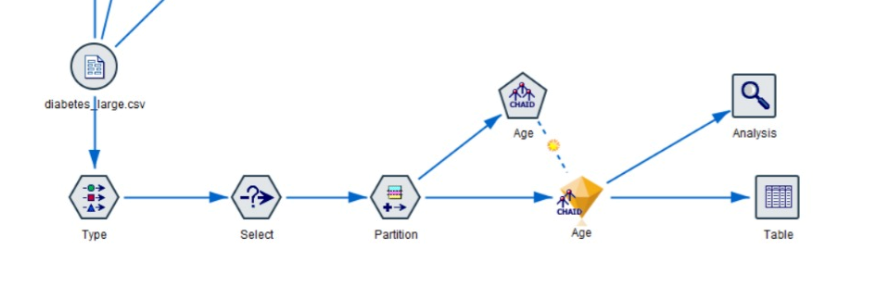 diabetes_large.csv
CHAID
Age
Analysis
Type
Select
Partition
CHAID
Age
Table